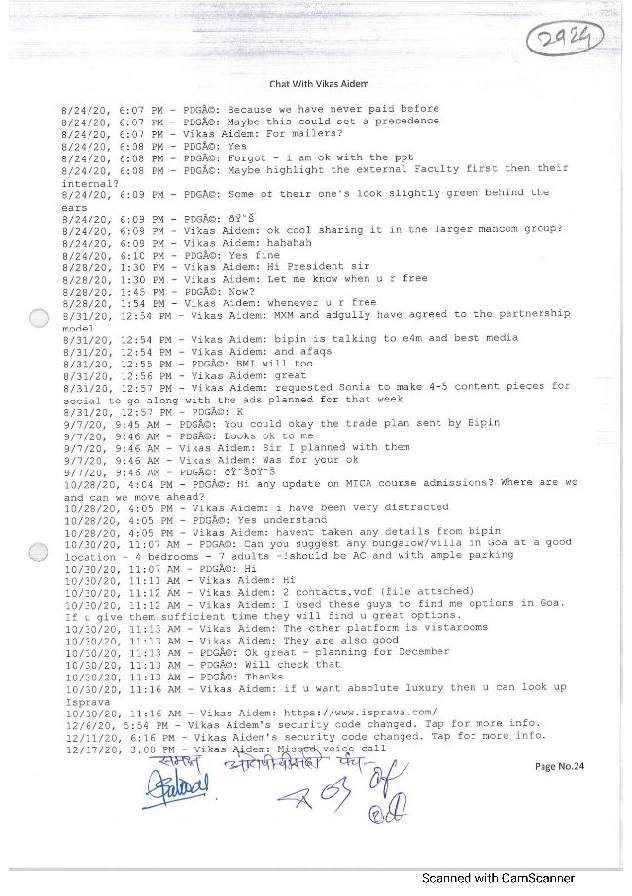 2924
Chat With Vikas Aidem
8/24/20, 6:07 PM - PDGÃ©: Because we have never paid before
8/24/20, 6:07 PM - PDGÃ©: Maybe this could set a precedence
8/24/20, 6:07 PM - Vikas Aidem: For mailers?
8/24/20, 6:08 PM - PDGÃ©: Yes
8/24/20, 6:08 PM - PDGÃ©: Forgot - i am ok with the ppt
8/24/20, 6:08 PM - PDGÃ©: Maybe highlight the external Faculty first then their
internal?
8/24/20, 6:09 PM - PDGÃ©: Some of their one's look slightly green behind the
ears
8/24/20, 6:09 PM - PDGÃ©: ðŸ˜Š
8/24/20, 6:09 PM - Vikas Aidem: ok cool sharing it in the larger mancom group?
8/24/20, 6:09 PM - Vikas Aidem: hahahah
8/24/20, 6:10 PM - PDGÃ©: Yes fine
8/28/20, 1:30 PM - Vikas Aidem: Hi President sir
8/28/20, 1:30 PM - Vikas Aidem: Let me know when u r free
8/28/20, 1:45 PM - PDGÃ©: Now?
8/28/20, 1:54 PM - Vikas Aidem: whenever u r free
8/31/20, 12:54 PM - Vikas Aidem: MXM and adgully have agreed to the partnership
model
8/31/20, 12:54 PM - Vikas Aidem: bipin is talking to e4m and best media
8/31/20, 12:54 PM - Vikas Aidem: and afaqs
8/31/20, 12:55 PM - PDGÃ©: BMI will too
8/31/20, 12:56 PM - Vikas Aidem: great
8/31/20, 12:57 PM - Vikas Aidem: requested Sonia to make 4-5 content pieces for
social to go along with the ads planned for that week
8/31/20, 12:57 PM - PDGÃ©: K
9/7/20, 9:45 AM - PDGÃ©: You could okay the trade plan sent by Bipin
9/7/20, 9:46 AM - PDGÃ©: Looks ok to me
9/7/20, 9:46 AM - Vikas Aidem: Sir I planned with them
9/7/20, 9:46 AM - Vikas Aidem: Was for your ok
9/7/20, 9:46 AM - PDGÃ©: ðŸ˜ŠðŸ˜Š
10/28/20, 4:04 PM - PDGÃ©: Hi any update on MICA course admissions? Where are we
and can we move ahead?
10/28/20, 4:05 PM - Vikas Aidem: i have been very distracted
10/28/20, 4:05 PM - PDGÃ©: Yes understand
10/28/20, 4:05 PM - Vikas Aidem: havent taken any details from bipin
10/30/20, 11:07 AM - PDGÃ©: Can you suggest any bungalow/villa in Goa at a good
location - 4 bedrooms - 7 adults - should be AC and with ample parking
10/30/20, 11:07 AM - PDGÃ©: Hi
10/30/20, 11:11 AM - Vikas Aidem: Hi
10/30/20, 11:12 AM - Vikas Aidem: 2 contacts.vcf (file attached)
10/30/20, 11:12 AM - Vikas Aidem: I used these guys to find me options in Goa.
If u give them sufficient time they will find u great options.
10/30/20, 11:13 AM - Vikas Aidem: The other platform is vistarooms
10/30/20, 11:13 AM - Vikas Aidem: They are also good
10/30/20, 11:13 AM - PDGÃ©: Ok great - planning for December
10/30/20, 11:13 AM - PDGÃ©: Will check that
10/30/20, 11:13 AM - PDGÃ©: Thanks
10/30/20, 11:16 AM - Vikas Aidem: if u want absolute luxury then u can look up
Isprava
10/30/20, 11:16 AM - Vikas Aidem: https://www.isprava.com/
12/6/20, 5:54 PM - Vikas Aidem's security code changed. Tap for more info.
12/11/20, 6:16 PM - Vikas Aidem's security code changed. Tap for more info.
12/17/20, 3:00 PM - Vikas Aidem: Missed voice call
समक्ष पंच-
Page No.24
Scanned with CamScanner